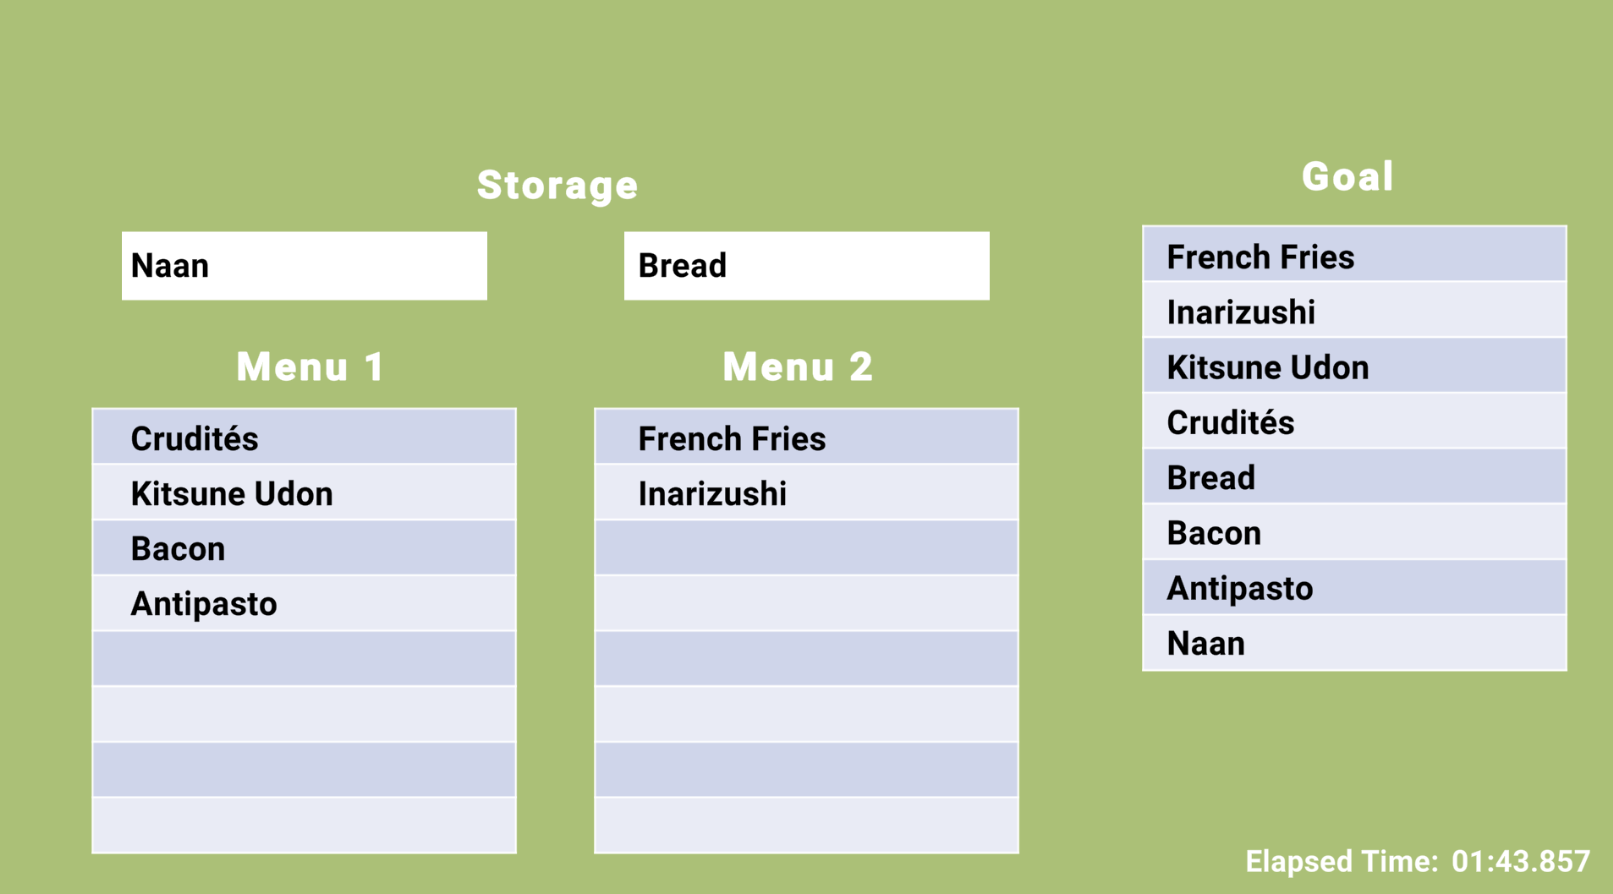 Storage
Naan
Bread
Menu 1
Crudités
Kitsune Udon
Bacon
Antipasto
Menu 2
French Fries
Inarizushi
Goal
French Fries
Inarizushi
Kitsune Udon
Crudités
Bread
Bacon
Antipasto
Naan
Elapsed Time: 01:43.857